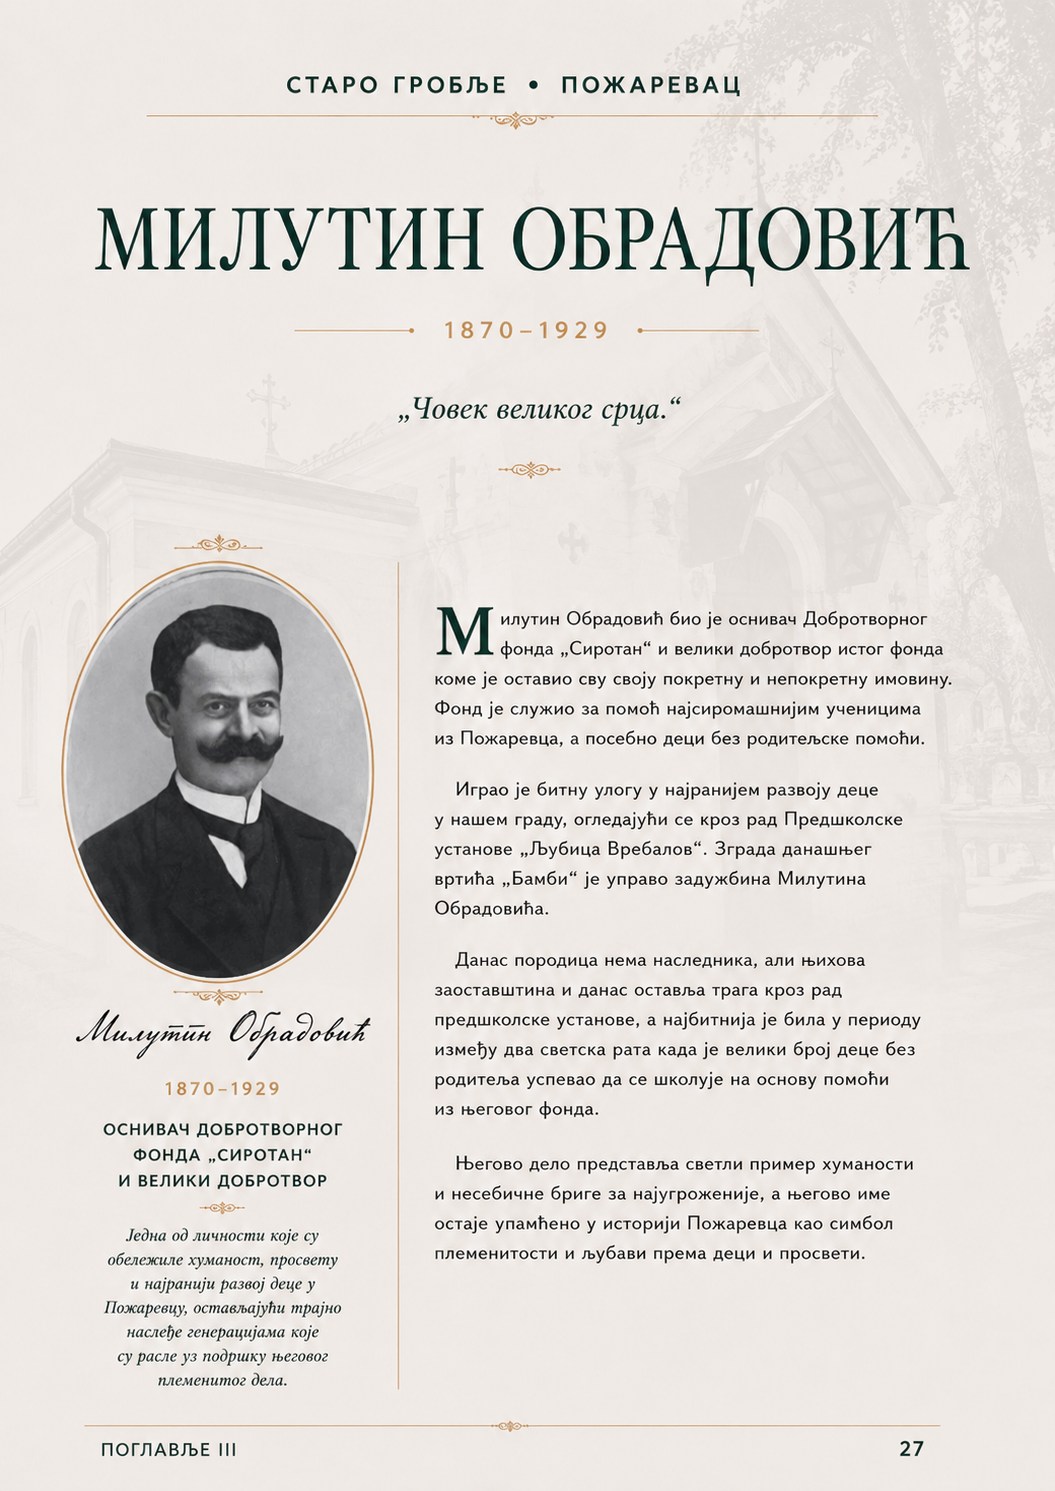 СТАРО ГРОБЉЕ • ПОЖАРЕВАЦ
МИЛУТИН ОБРАДОВИЋ
1870–1929
„Човек великог срца.“
Милутин Обрадовић био је оснивач Добротворног
фонда „Сиротан“ и велики добротвор истог фонда
коме је оставио сву своју покретну и непокретну имовину.
Фонд је служио за помоћ најсиромашнијим ученицима
из Пожаревца, а посебно деци без родитељске помоћи.
Играо је битну улогу у најранијем развоју деце
у нашем граду, огледајући се кроз рад Предшколске
установе „Љубица Вребалов“. Зграда данашњег
вртића „Бамби“ је управо задужбина Милутина
Обрадовића.
Данас породица нема наследника, али њихова
заоставштина и данас оставља трага кроз рад
предшколске установе, а најбитнија је била у периоду
између два светска рата када је велики број деце без
родитеља успевао да се школује на основу помоћи
из његовог фонда.
Његово дело представља светли пример хуманости
и несебичне бриге за најугроженије, а његово име
остаје упамћено у историји Пожаревца као симбол
племенитости и љубави према деци и просвети.
Милутин Обрадовић
1870–1929
ОСНИВАЧ ДОБРОТВОРНОГ
ФОНДА „СИРОТАН“
И ВЕЛИКИ ДОБРОТВОР
Једна од личности које су
обележиле хуманост, просвету
и најранији развој деце у
Пожаревцу, остављајући трајно
наслеђе генерацијама које
су расле уз подршку његовог
племенитог дела.
ПОГЛАВЉЕ III
27